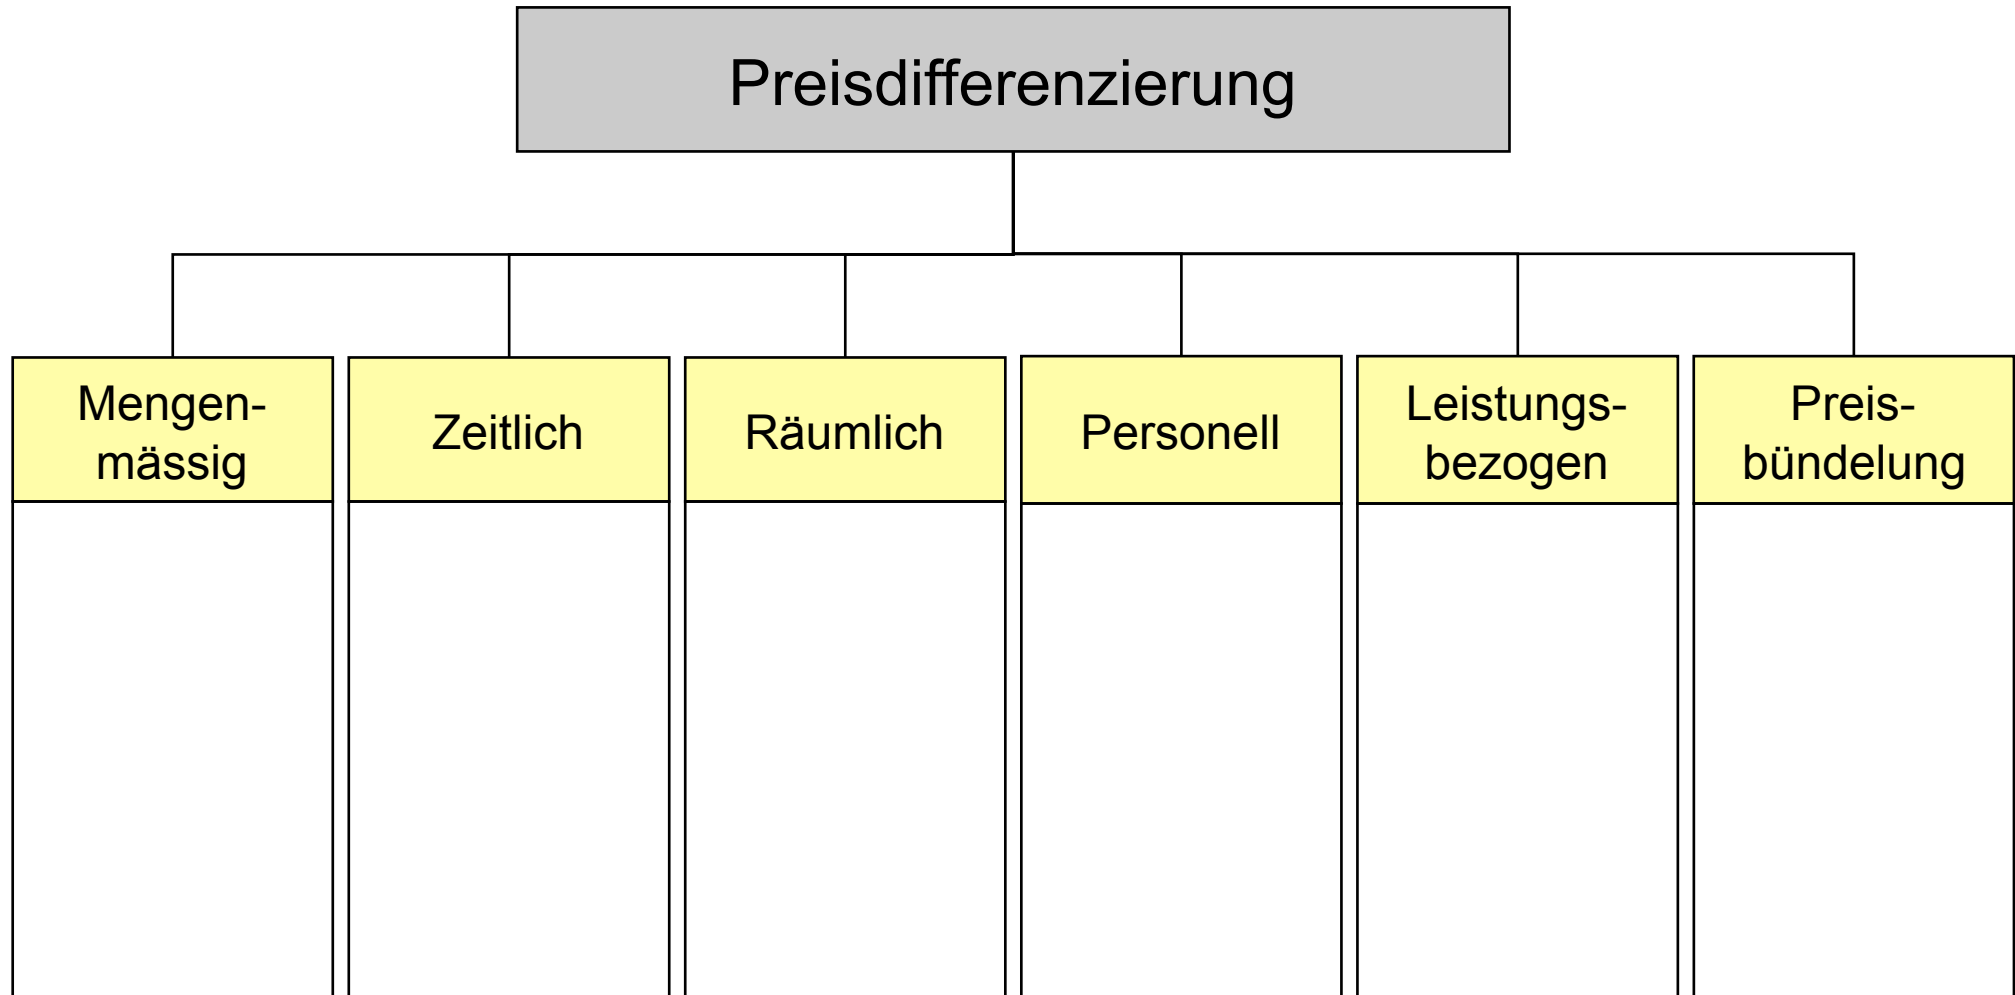 Preisdifferenzierung
Mengen-
mässig
Zeitlich
Räumlich
Personell
Leistungs-
bezogen
Preis-
bündelung